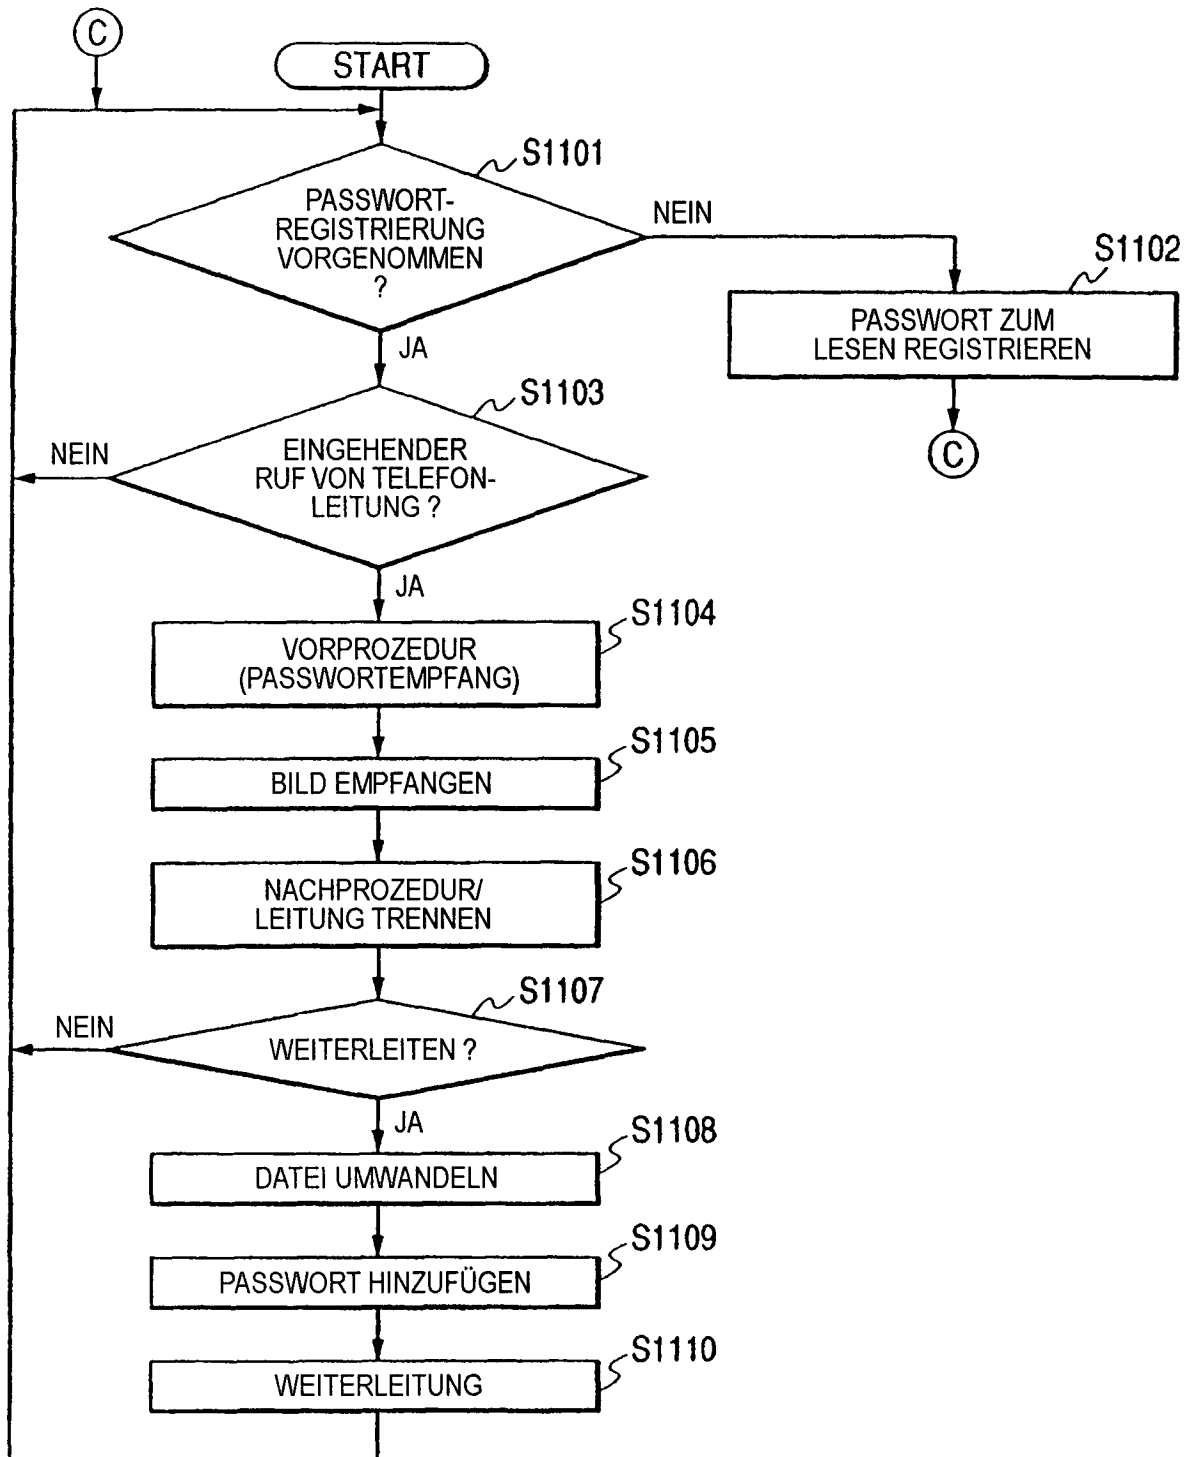 C
START
S1101
PASSWORT-
REGISTRIERUNG
VORGENOMMEN
?
NEIN
S1102
PASSWORT ZUM
LESEN REGISTRIEREN
C
JA
S1103
EINGEHENDER
RUF VON TELEFON-
LEITUNG ?
NEIN
JA
S1104
VORPROZEDUR
(PASSWORTEMPFANG)
S1105
BILD EMPFANGEN
S1106
NACHPROZEDUR/
LEITUNG TRENNEN
S1107
WEITERLEITEN ?
NEIN
JA
S1108
DATEI UMWANDELN
S1109
PASSWORT HINZUFÜGEN
S1110
WEITERLEITUNG